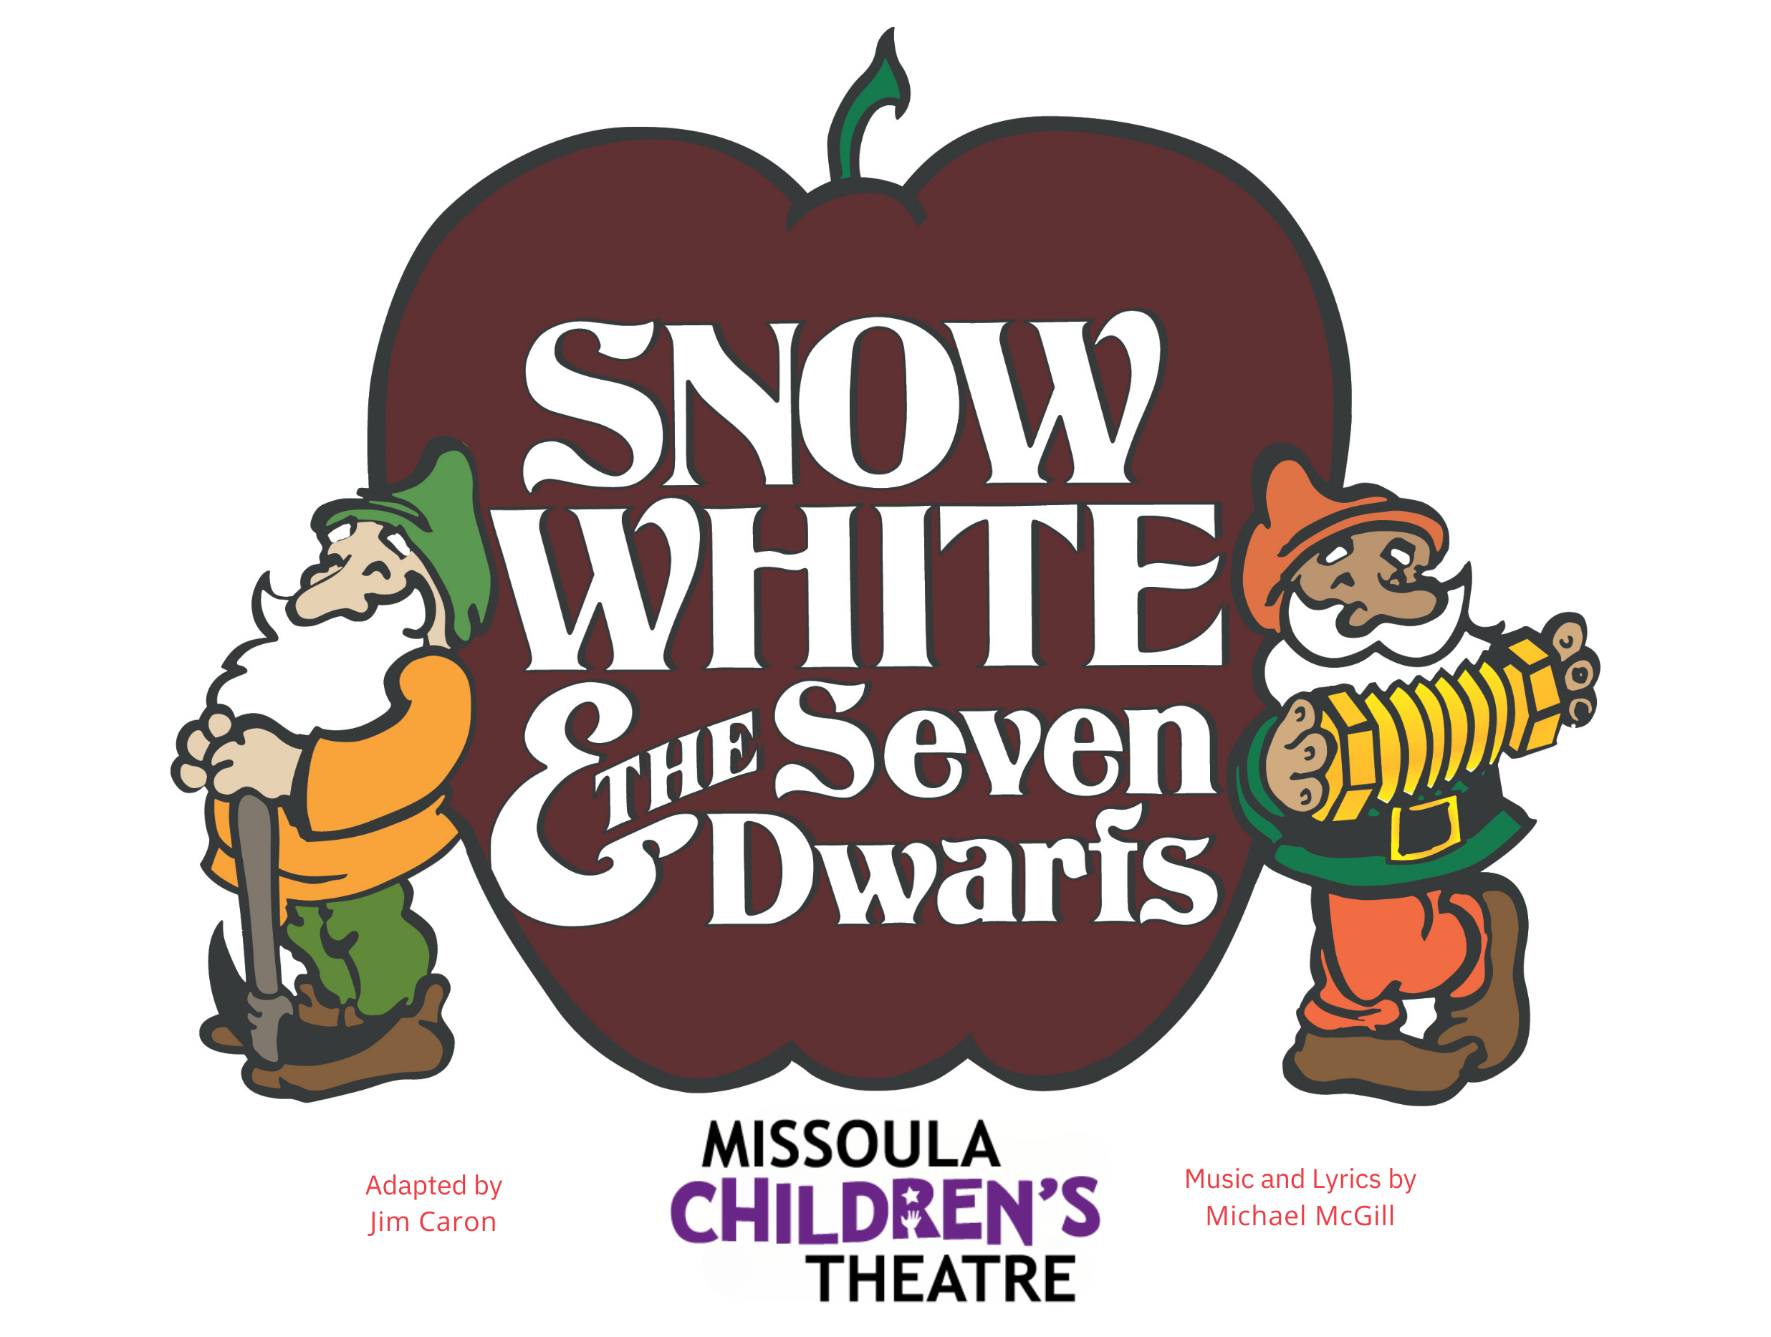 SNOW
WHITE
& THE Seven
Dwarfs
MISSOULA
CHILDREN'S
THEATRE
Adapted by
Jim Caron
Music and Lyrics by
Michael McGill